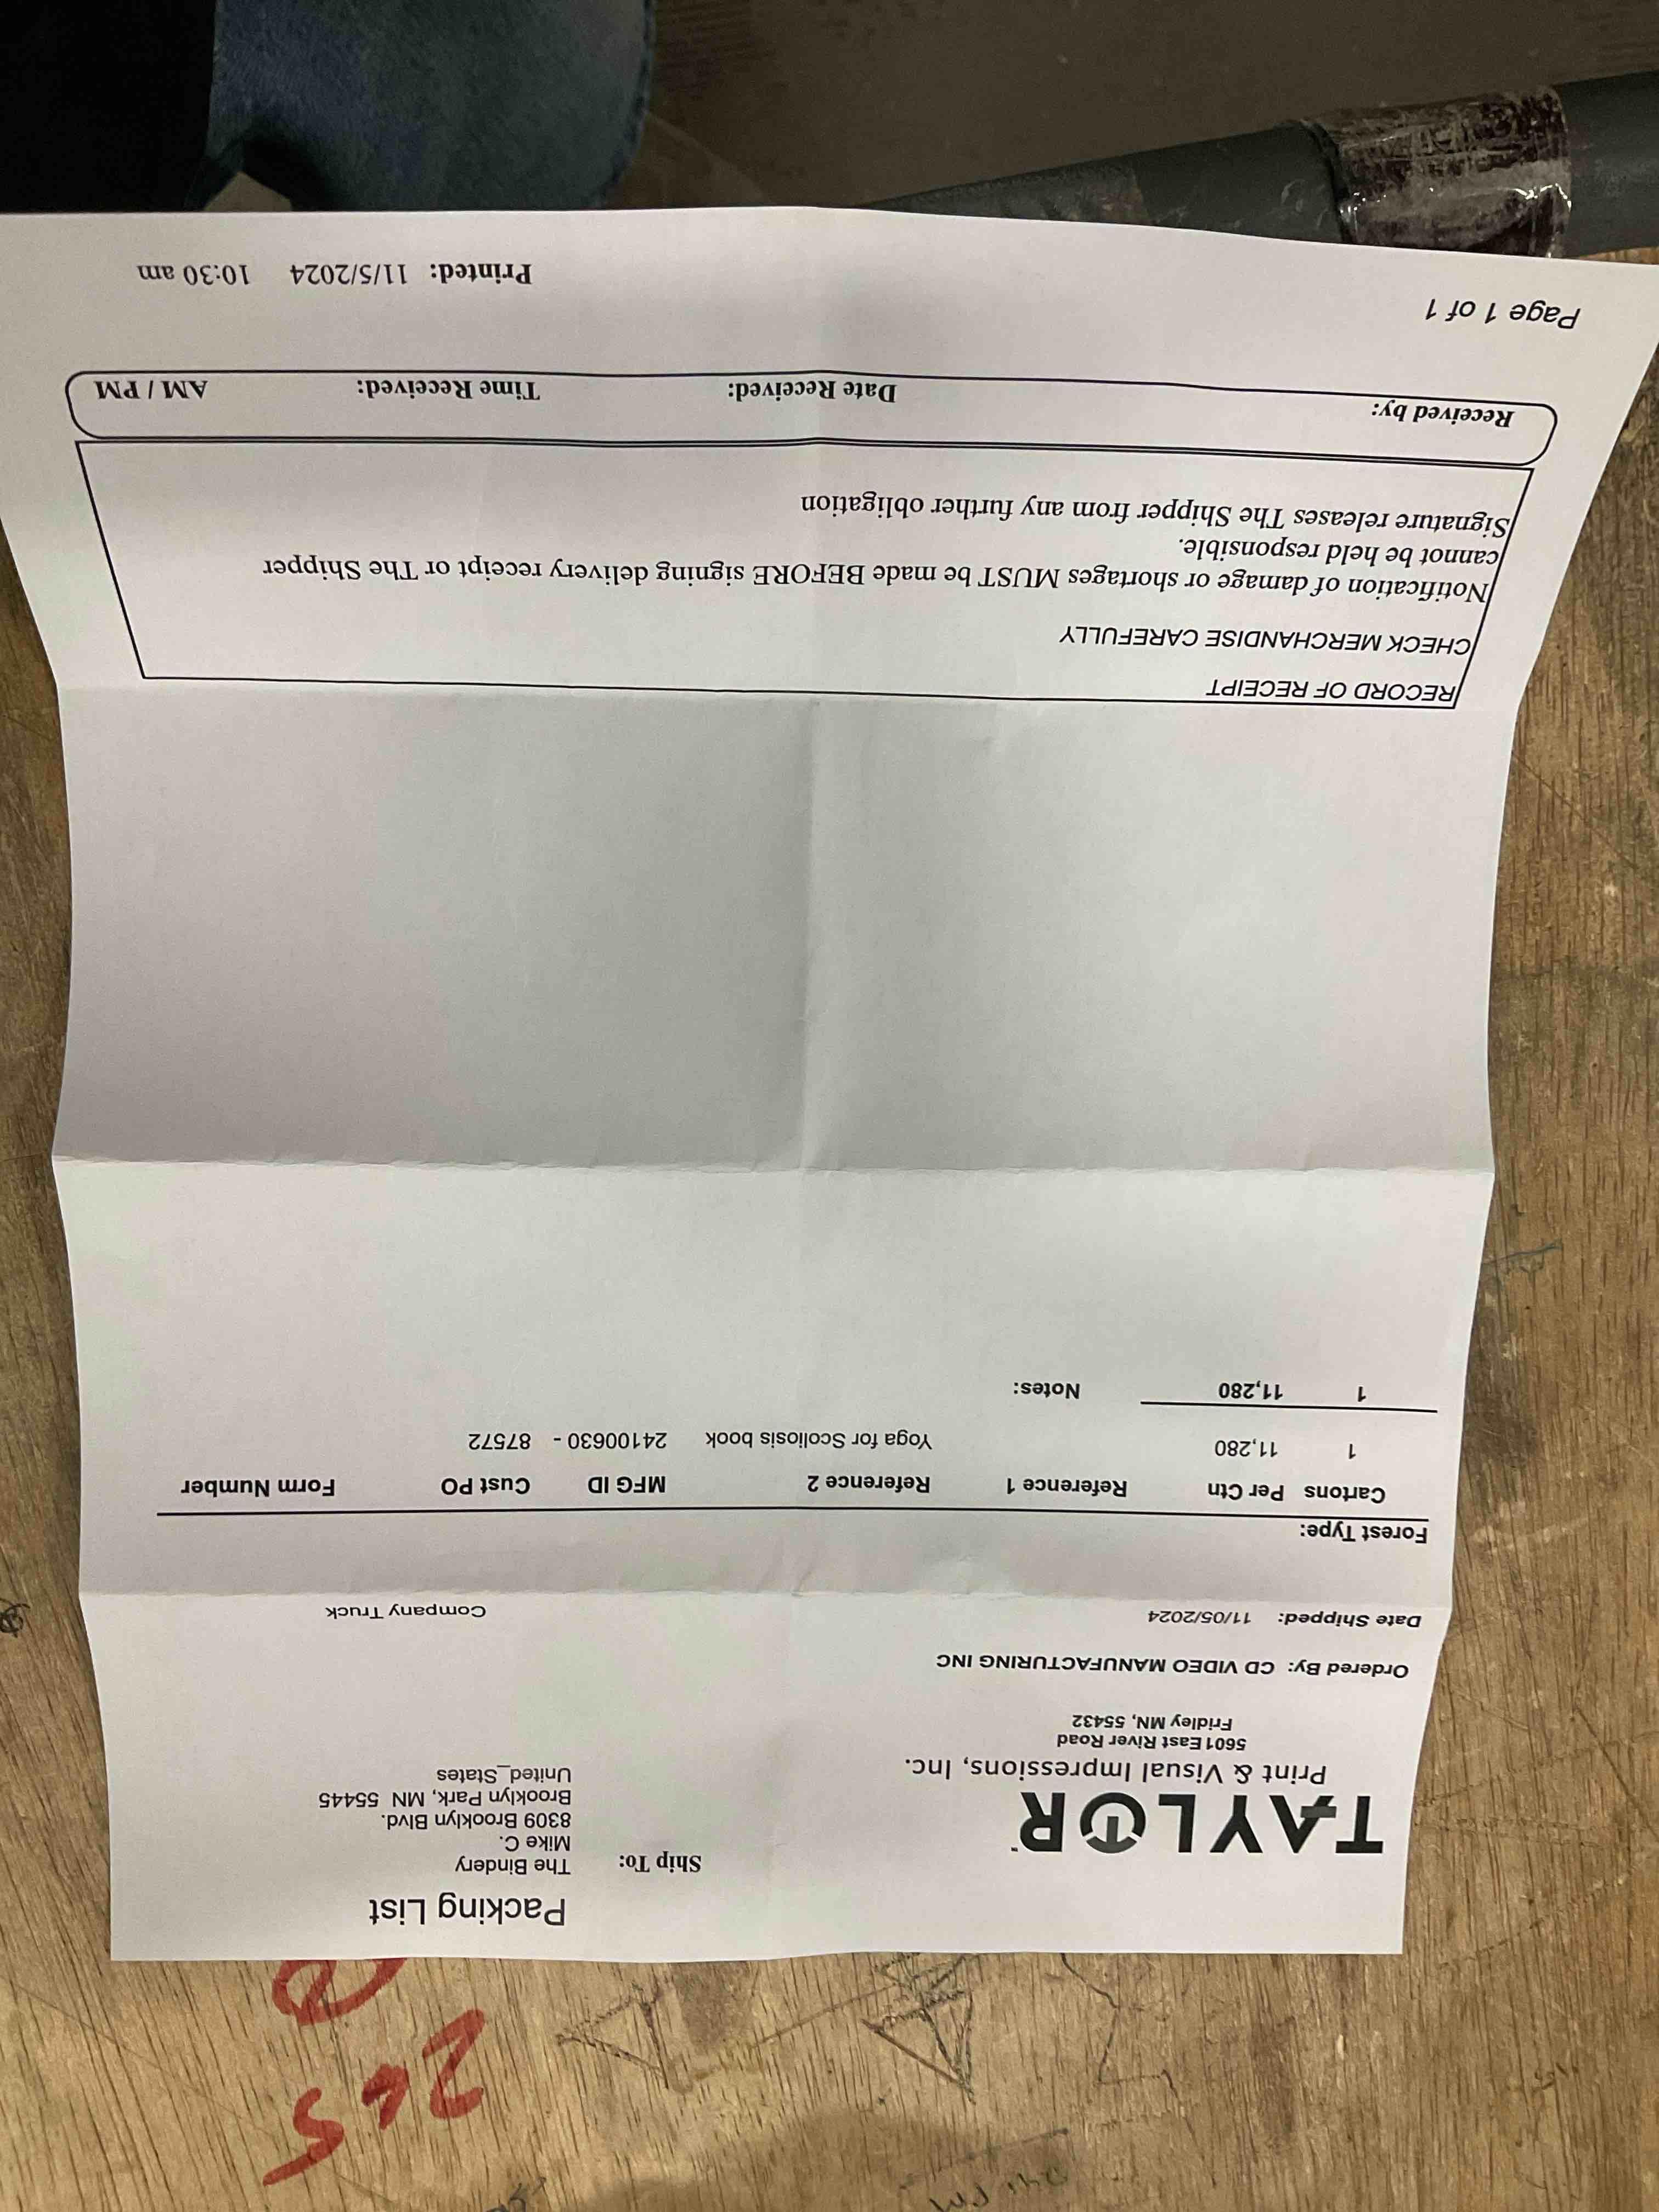 Packing List
TAYLOR
Print & Visual Impressions, Inc.
5601 East River Road
Fridley MN, 55432
Ship To:
The Bindery
Mike C.
8309 Brooklyn Blvd.
Brooklyn Park, MN 55445
United_States
Ordered By: CD VIDEO MANUFACTURING INC
Date Shipped: 11/05/2024 Company Truck
Forest Type:
Cartons Per Ctn Reference 1 Reference 2 MFG ID Cust PO Form Number
1 11,280 Yoga for Scoliosis book 24100630 - 87572
1 11,280 Notes:
RECORD OF RECEIPT
CHECK MERCHANDISE CAREFULLY
Notification of damage or shortages MUST be made BEFORE signing delivery receipt or The Shipper
cannot be held responsible.
Signature releases The Shipper from any further obligation
Received by: Date Received: Time Received: AM / PM
Page 1 of 1 Printed: 11/5/2024 10:30 am